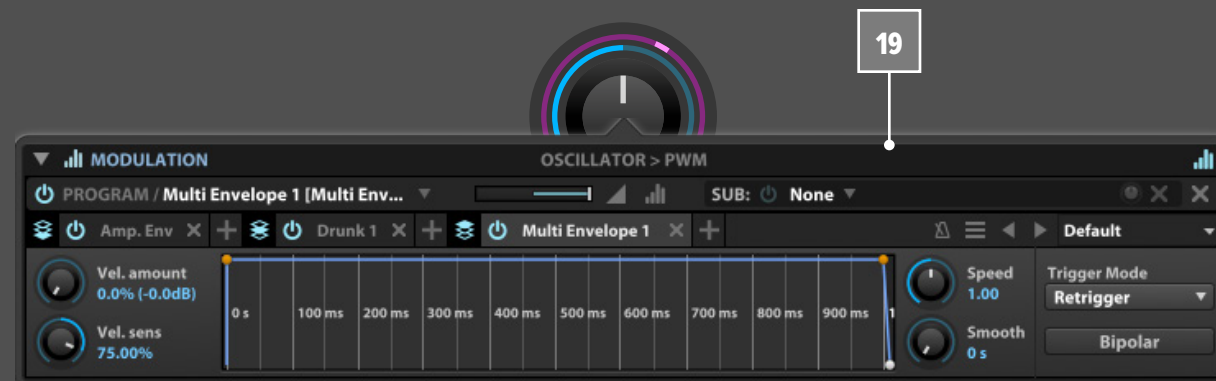 19
MODULATION OSCILLATOR > PWM
PROGRAM / Multi Envelope 1 [Multi Env... SUB: None
Amp. Env Drunk 1 Multi Envelope 1 Default
Vel. amount
0.0% (-0.0dB)
Vel. sens
75.00%
0 s 100 ms 200 ms 300 ms 400 ms 500 ms 600 ms 700 ms 800 ms 900 ms 1
Speed
1.00
Smooth
0 s
Trigger Mode
Retrigger
Bipolar